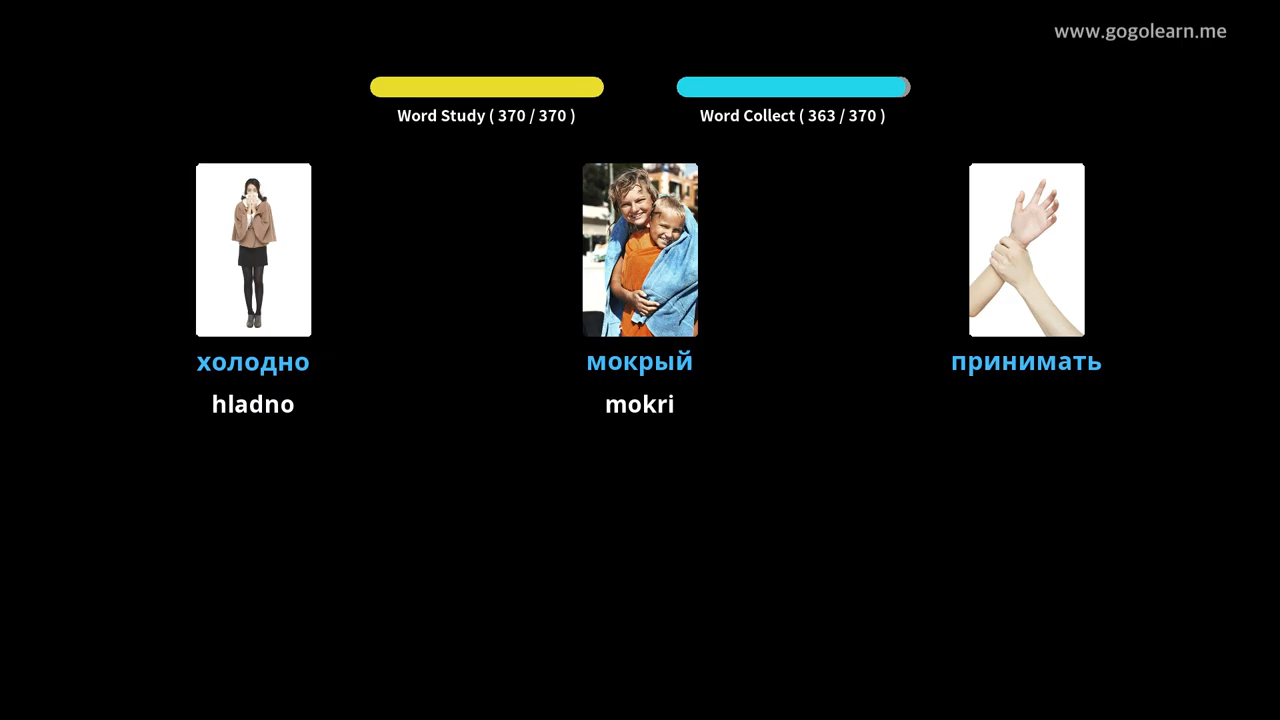 www.gogolearn.me
Word Study ( 370 / 370 )
Word Collect ( 363 / 370 )
холодно
мокрый
принимать
hladno
mokri